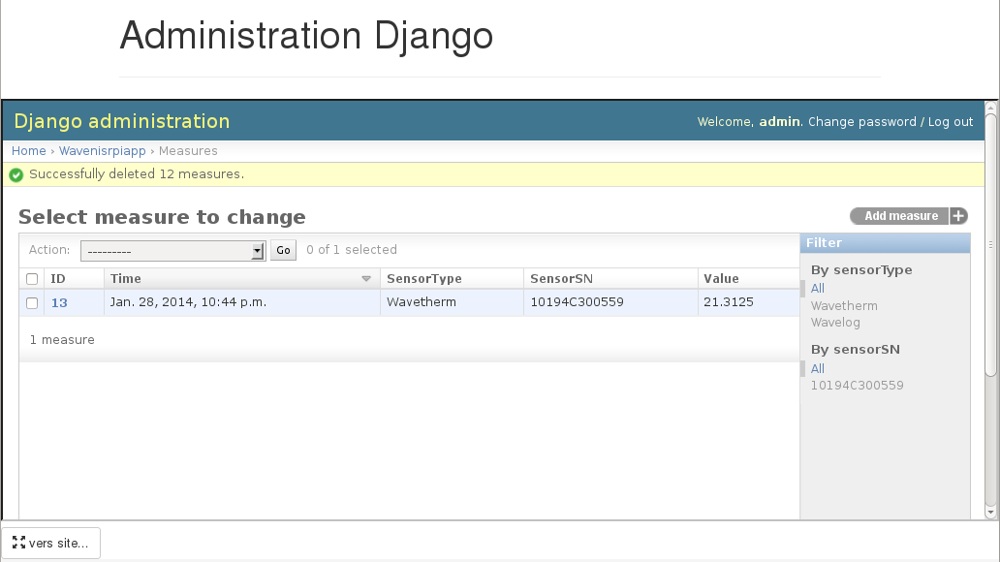 Administration Django
Django administration
Welcome, admin. Change password / Log out
Home › Wavenisrpiapp › Measures
Successfully deleted 12 measures.
Select measure to change
Add measure +
Action: --------- Go 0 of 1 selected
Filter
ID Time SensorType SensorSN Value
13 Jan. 28, 2014, 10:44 p.m. Wavetherm 10194C300559 21.3125
1 measure
By sensorType
All
Wavetherm
Wavelog
By sensorSN
All
10194C300559
vers site...